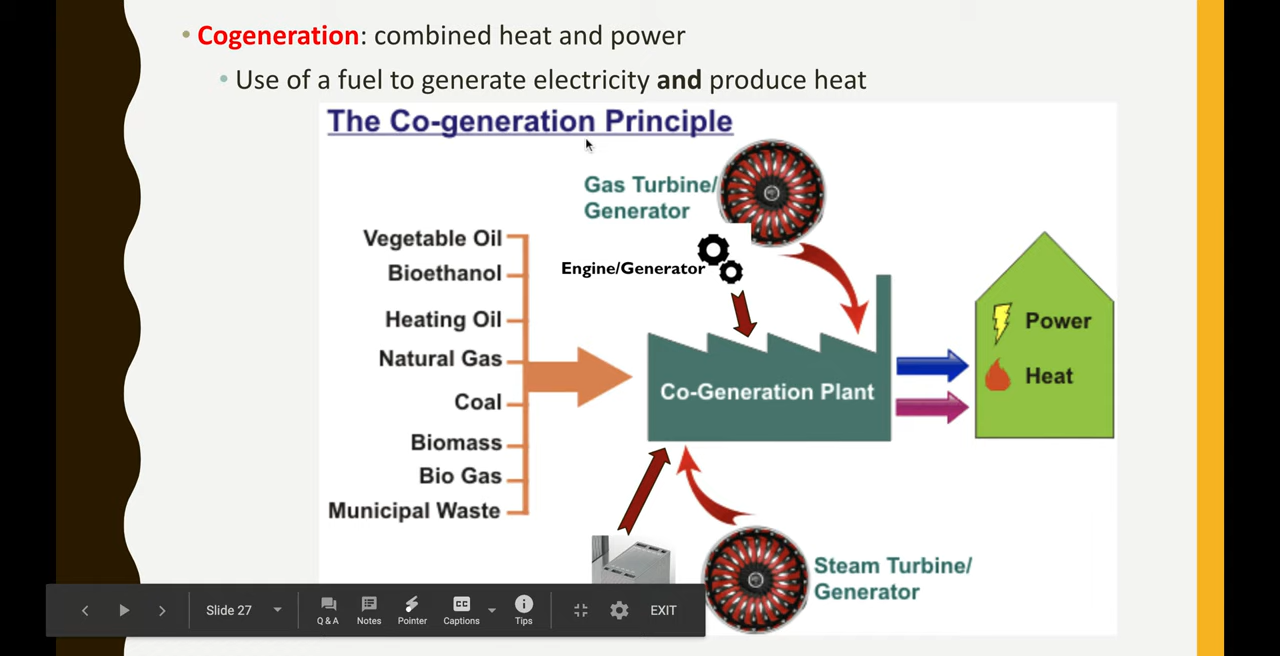 • Cogeneration: combined heat and power
• Use of a fuel to generate electricity and produce heat
The Co-generation Principle
Gas Turbine/
Generator
Engine/Generator
Vegetable Oil
Bioethanol
Heating Oil
Natural Gas
Coal
Biomass
Bio Gas
Municipal Waste
Co-Generation Plant
Power
Heat
Steam Turbine/
Generator
Slide 27
Q & A
Notes
Pointer
CC
Captions
Tips
EXIT